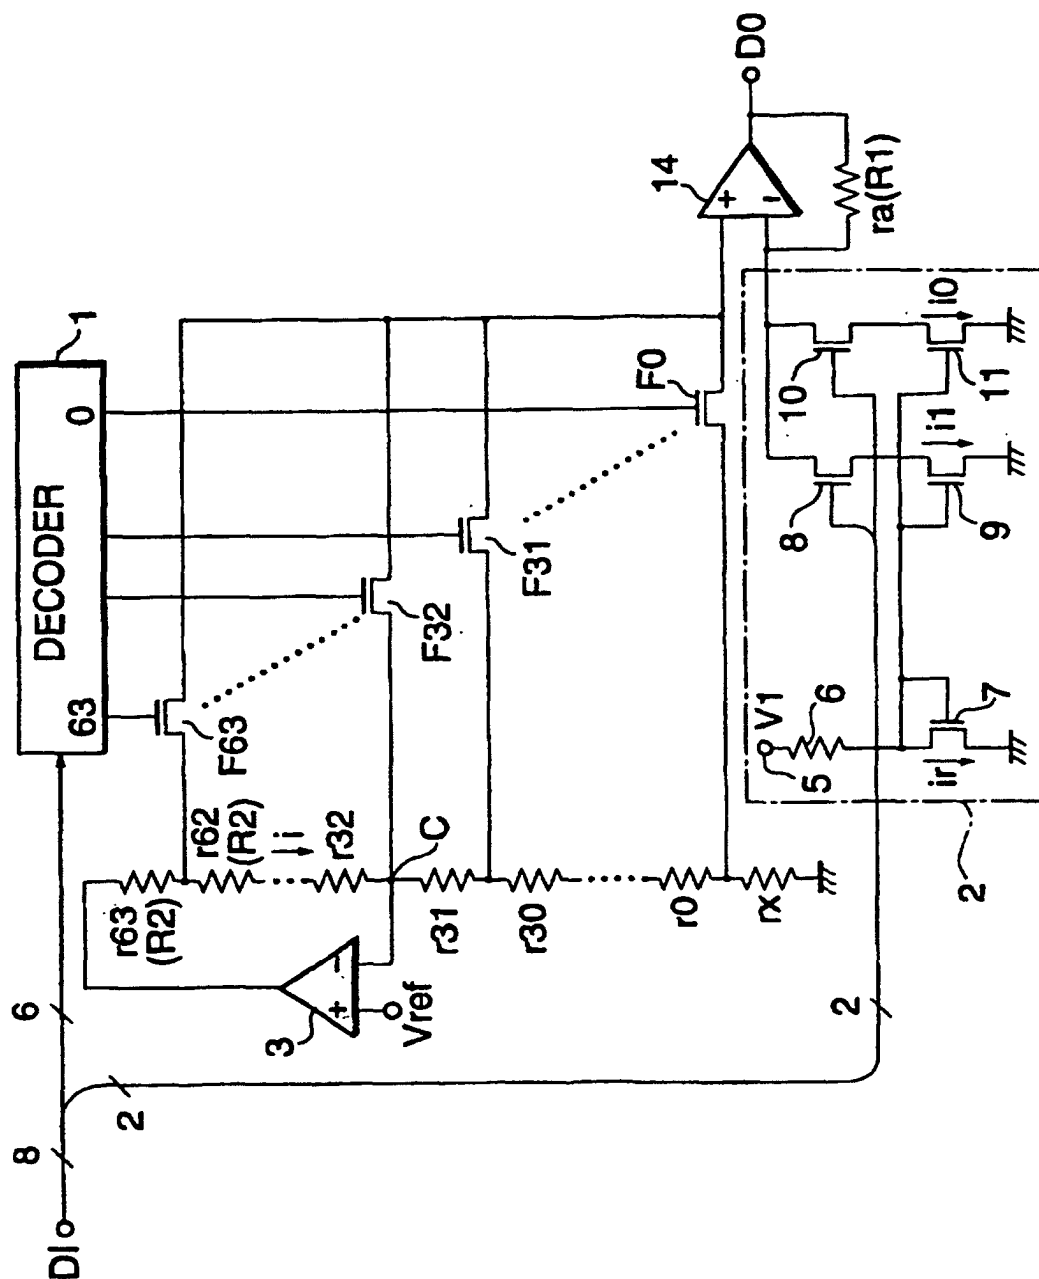 DI
8
6
2
DECODER
1
63
0
r63
(R2)
r62
(R2)
i
r32
C
r31
r30
r0
rx
3
+
−
Vref
F63
F32
F31
F0
14
+
−
D0
ra(R1)
2
5
V1
6
ir
7
8
i1
9
10
i0
11
2